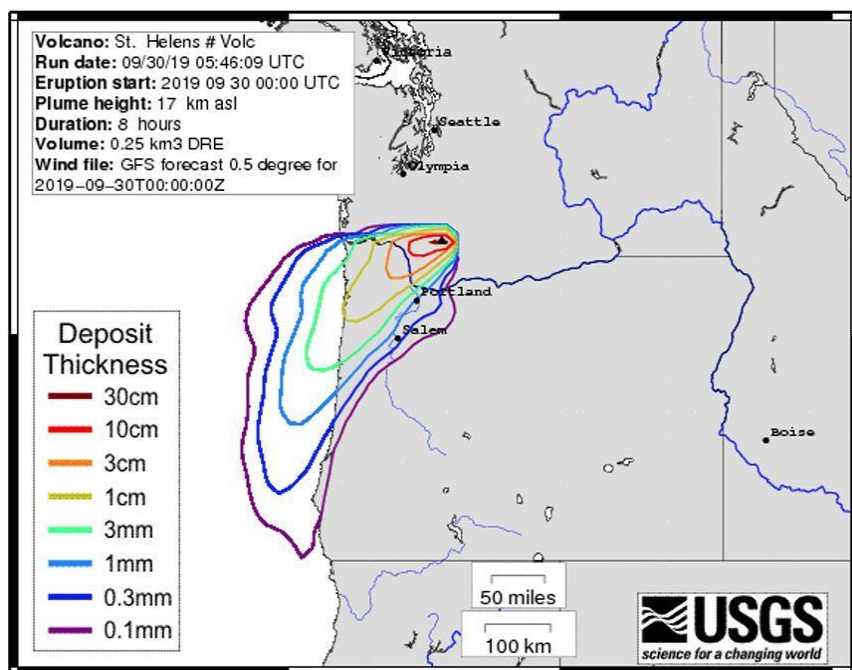 Volcano: St. Helens # Volc
Run date: 09/30/19 05:46:09 UTC
Eruption start: 2019 09 30 00:00 UTC
Plume height: 17 km asl
Duration: 8 hours
Volume: 0.25 km3 DRE
Wind file: GFS forecast 0.5 degree for
2019-09-30T00:00:00Z
Victoria
Seattle
Olympia
Portland
Salem
Boise
Deposit
Thickness
30cm
10cm
3cm
1cm
3mm
1mm
0.3mm
0.1mm
50 miles
100 km
USGS
science for a changing world